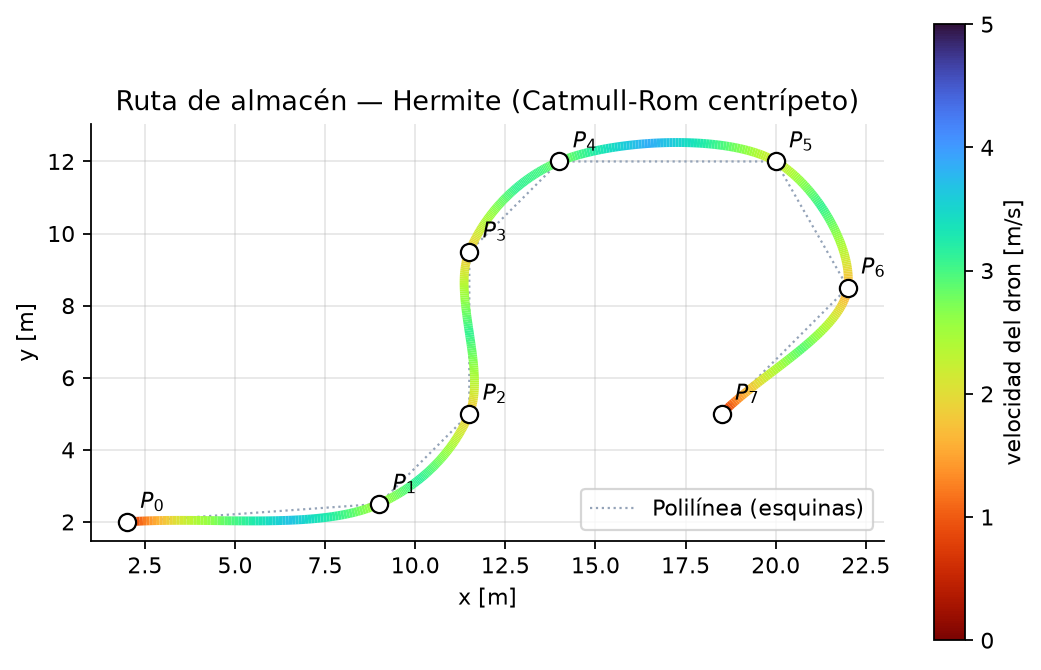 Ruta de almacén — Hermite (Catmull-Rom centrípeto)
P0
P1
P2
P3
P4
P5
P6
P7
Polilínea (esquinas)
2
4
6
8
10
12
y [m]
2.5
5.0
7.5
10.0
12.5
15.0
17.5
20.0
22.5
x [m]
5
4
3
2
1
0
velocidad del dron [m/s]